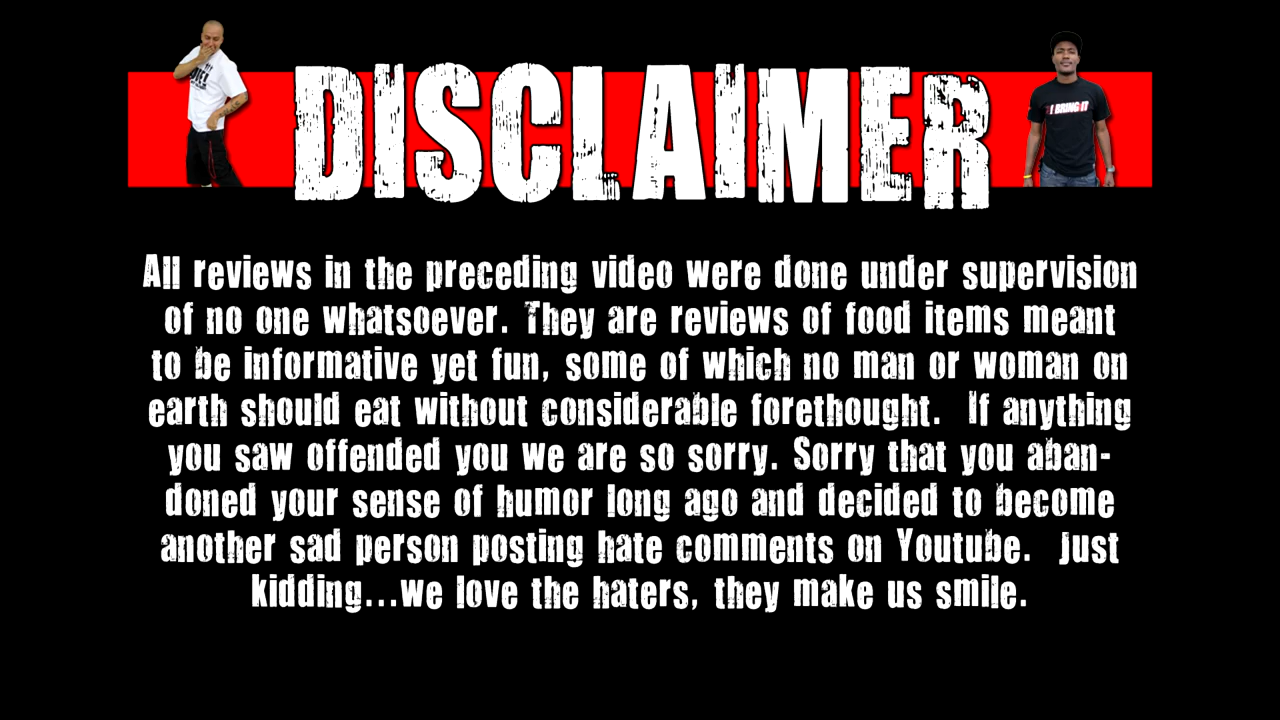 DISCLAIMER
I BRING IT
All reviews in the preceding video were done under supervision
of no one whatsoever. They are reviews of food items meant
to be informative yet fun, some of which no man or woman on
earth should eat without considerable forethought. If anything
you saw offended you we are so sorry. Sorry that you aban-
doned your sense of humor long ago and decided to become
another sad person posting hate comments on Youtube. Just
kidding...we love the haters, they make us smile.